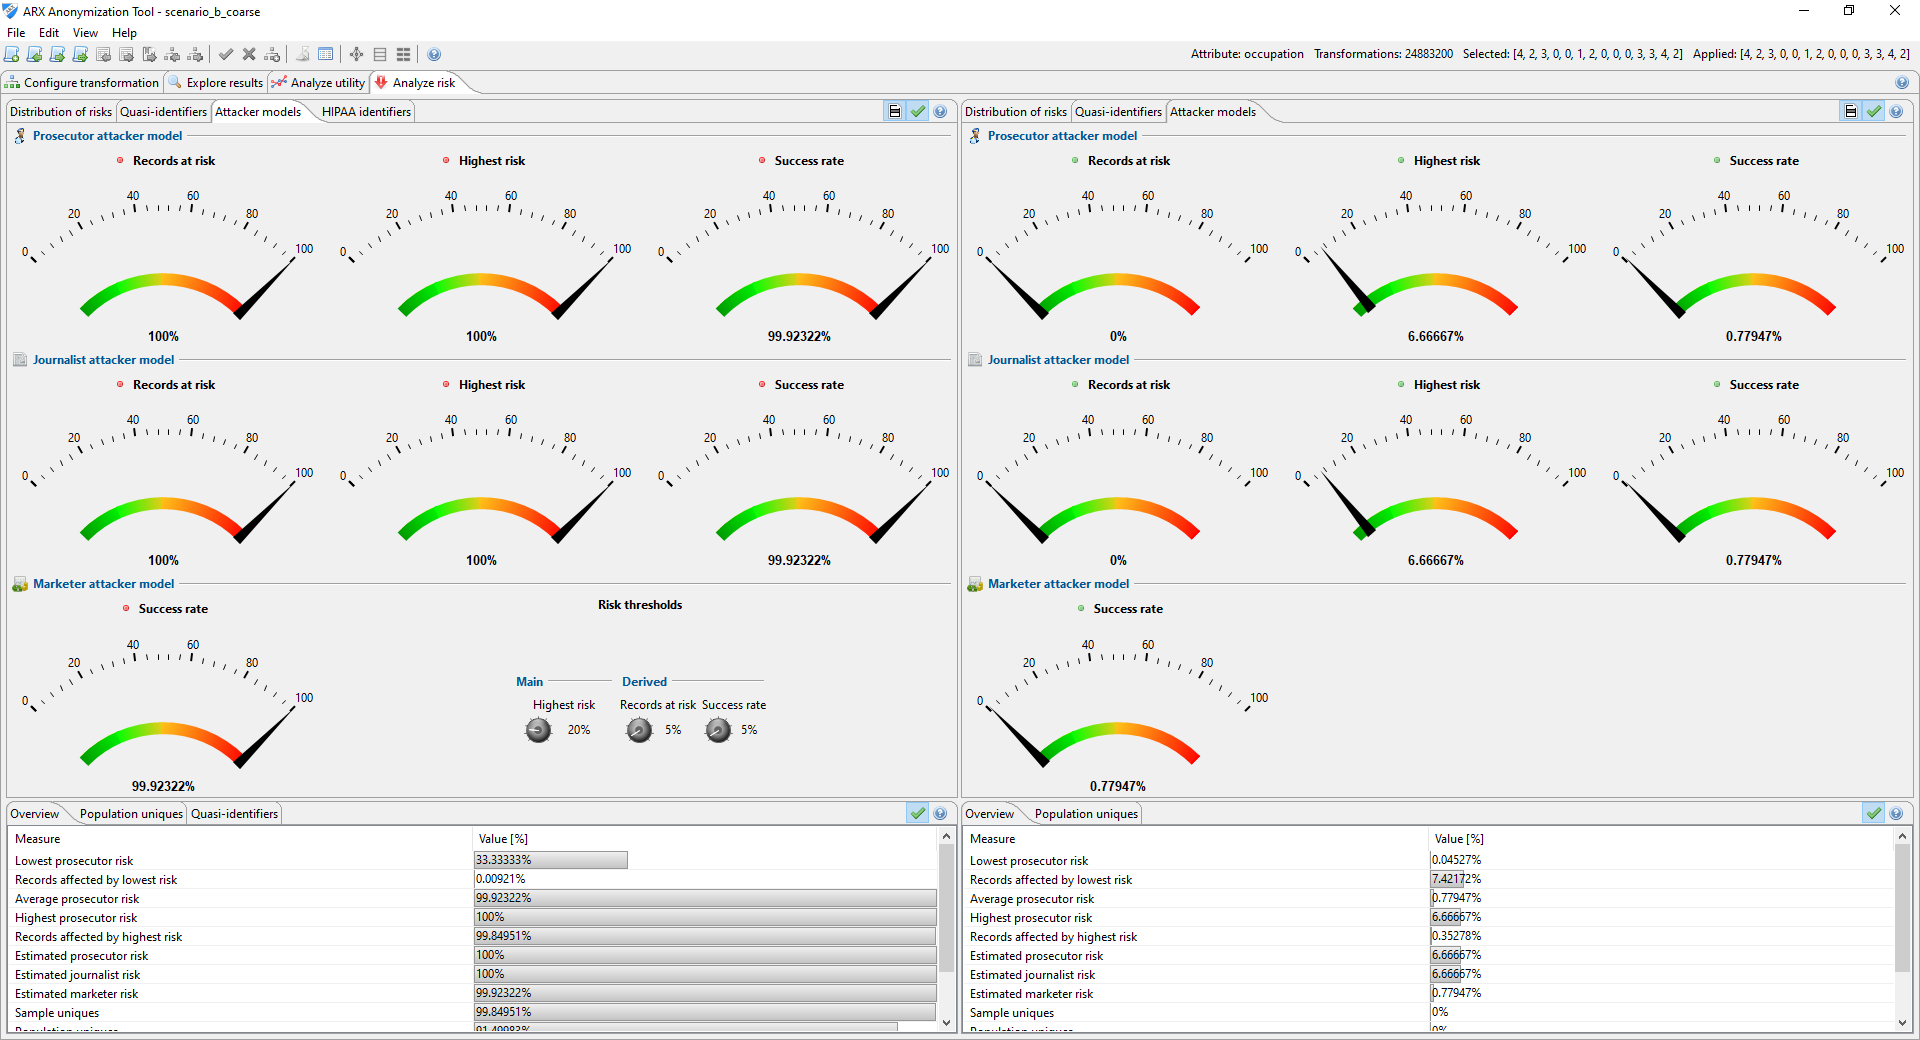 ARX Anonymization Tool - scenario_b_coarse
File Edit View Help
Attribute: occupation Transformations: 24883200 Selected: [4, 2, 3, 0, 0, 1, 2, 0, 0, 0, 3, 3, 4, 2] Applied: [4, 2, 3, 0, 0, 1, 2, 0, 0, 0, 3, 3, 4, 2]
Configure transformation Explore results Analyze utility Analyze risk
Distribution of risks Quasi-identifiers Attacker models HIPAA identifiers
Prosecutor attacker model
Records at risk Highest risk Success rate
0 20 40 60 80 100 0 20 40 60 80 100 0 20 40 60 80 100
100% 100% 99.92322%
Journalist attacker model
Records at risk Highest risk Success rate
0 20 40 60 80 100 0 20 40 60 80 100 0 20 40 60 80 100
100% 100% 99.92322%
Marketer attacker model
Success rate
0 20 40 60 80 100
99.92322%
Risk thresholds
Main Derived
Highest risk Records at risk Success rate
20% 5% 5%
Distribution of risks Quasi-identifiers Attacker models
Prosecutor attacker model
Records at risk Highest risk Success rate
0 20 40 60 80 100 0 20 40 60 80 100 0 20 40 60 80 100
0% 6.66667% 0.77947%
Journalist attacker model
Records at risk Highest risk Success rate
0 20 40 60 80 100 0 20 40 60 80 100 0 20 40 60 80 100
0% 6.66667% 0.77947%
Marketer attacker model
Success rate
0 20 40 60 80 100
0.77947%
Overview Population uniques Quasi-identifiers
Measure Value [%]
Lowest prosecutor risk 33.33333%
Records affected by lowest risk 0.00921%
Average prosecutor risk 99.92322%
Highest prosecutor risk 100%
Records affected by highest risk 99.84951%
Estimated prosecutor risk 100%
Estimated journalist risk 100%
Estimated marketer risk 99.92322%
Sample uniques 99.84951%
Population uniques 91.49983%
Overview Population uniques
Measure Value [%]
Lowest prosecutor risk 0.04527%
Records affected by lowest risk 7.42172%
Average prosecutor risk 0.77947%
Highest prosecutor risk 6.66667%
Records affected by highest risk 0.35278%
Estimated prosecutor risk 6.66667%
Estimated journalist risk 6.66667%
Estimated marketer risk 0.77947%
Sample uniques 0%
Population uniques 0%